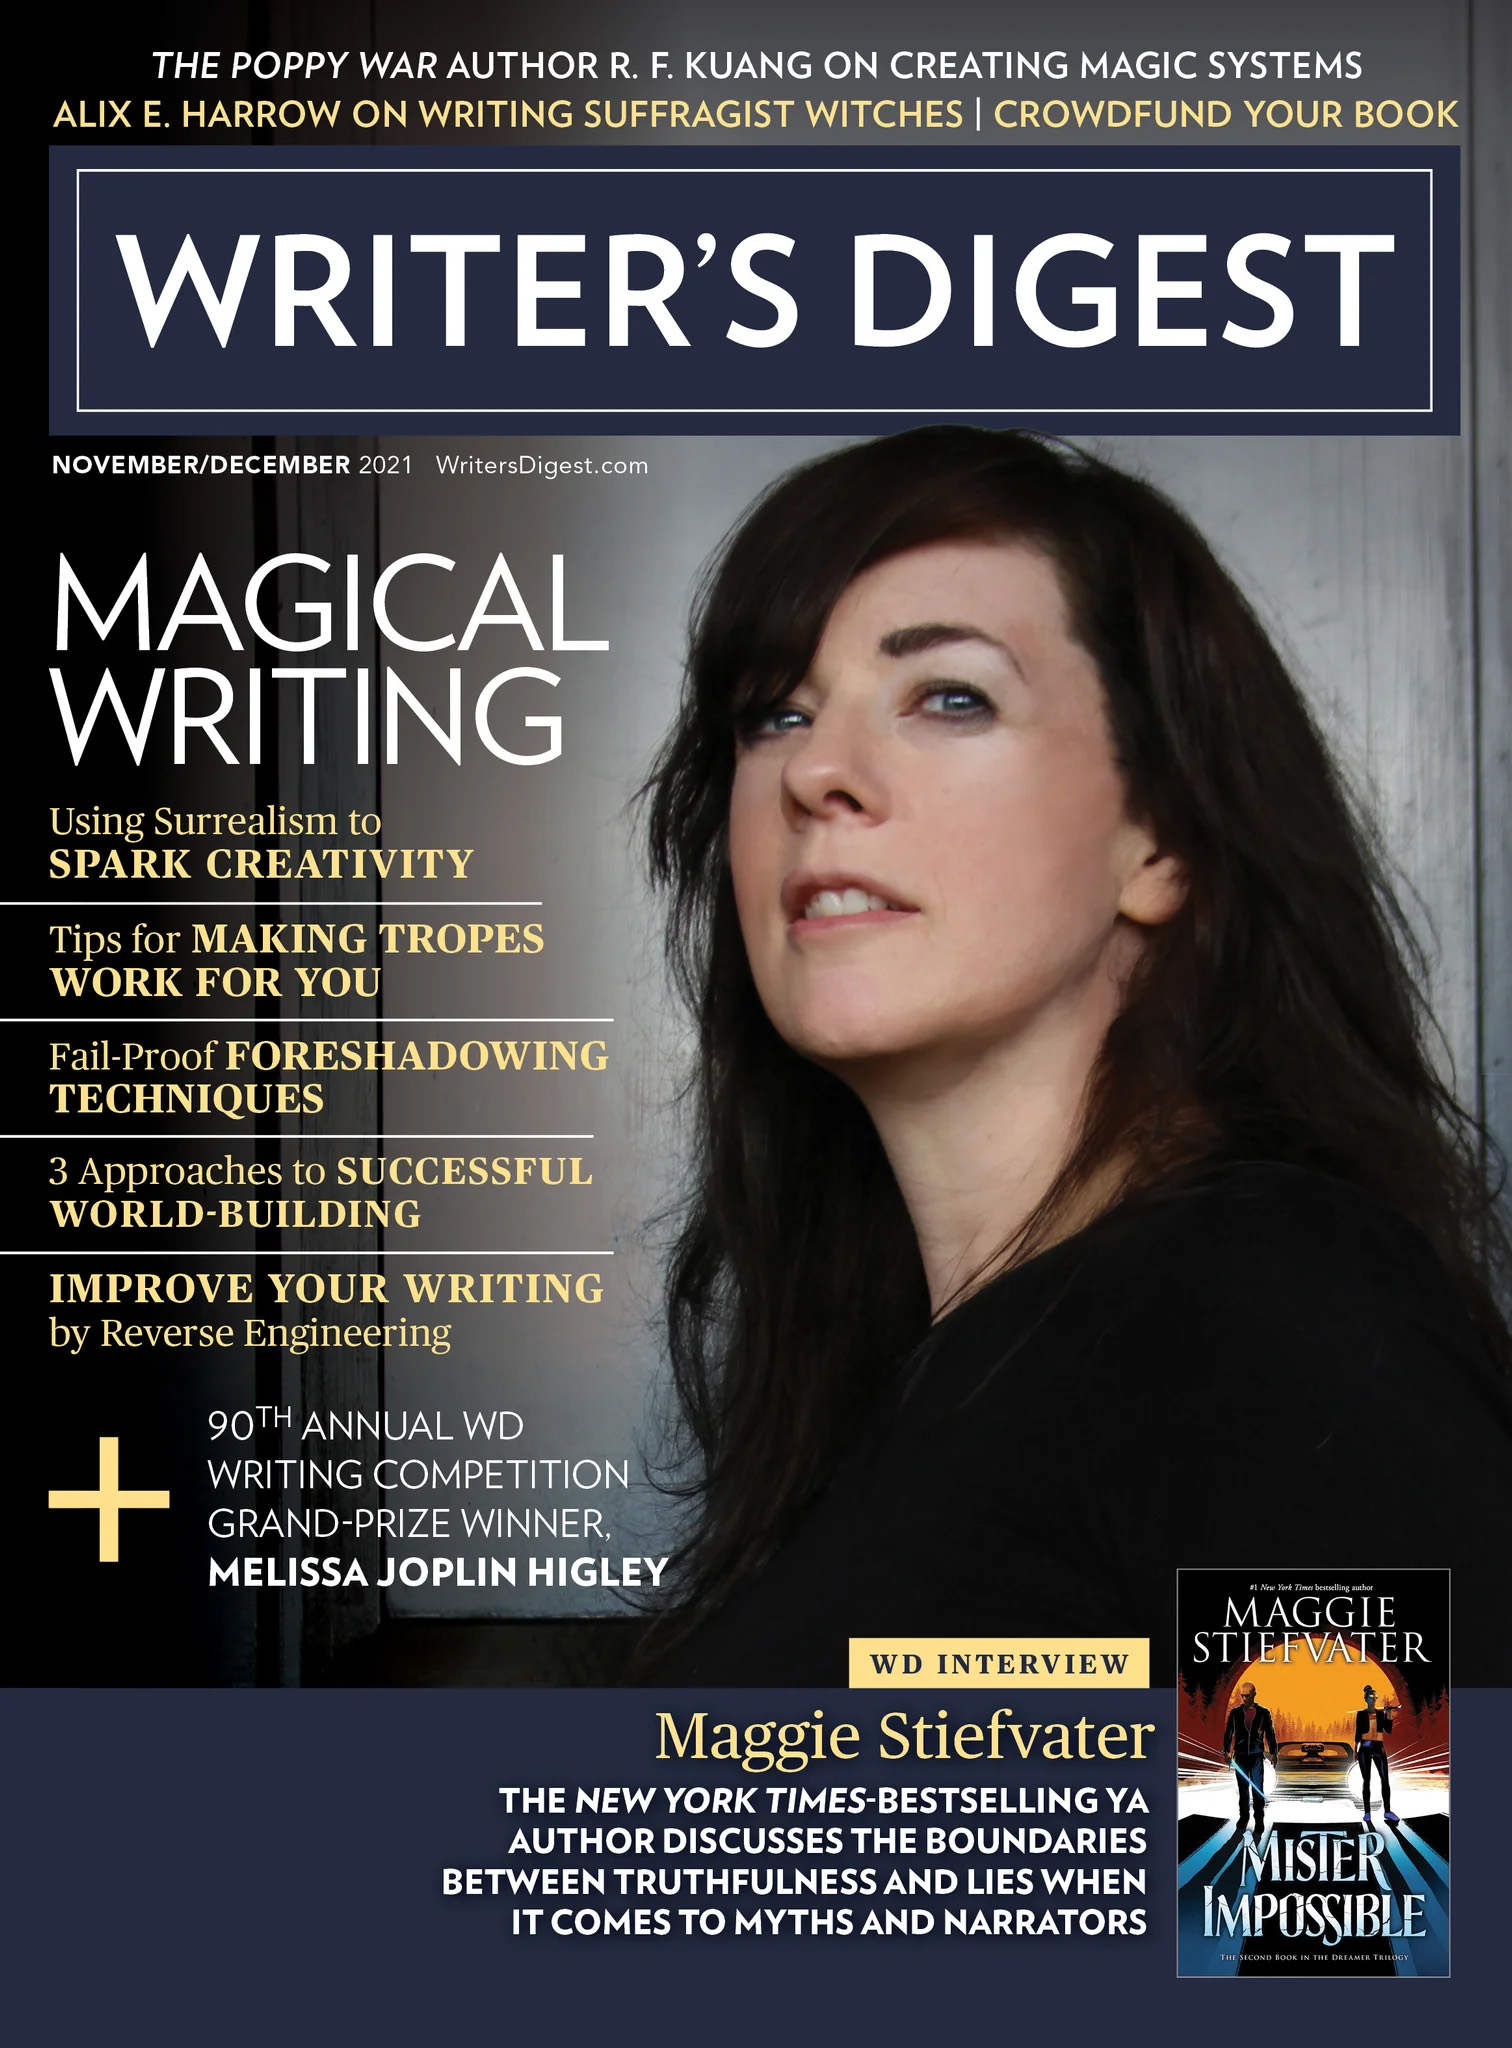 THE POPPY WAR AUTHOR R. F. KUANG ON CREATING MAGIC SYSTEMS
ALIX E. HARROW ON WRITING SUFFRAGIST WITCHES | CROWDFUND YOUR BOOK
WRITER’S DIGEST
NOVEMBER/DECEMBER 2021 WritersDigest.com
MAGICAL
WRITING
Using Surrealism to
SPARK CREATIVITY
Tips for MAKING TROPES
WORK FOR YOU
Fail-Proof FORESHADOWING
TECHNIQUES
3 Approaches to SUCCESSFUL
WORLD-BUILDING
IMPROVE YOUR WRITING
by Reverse Engineering
+
90TH ANNUAL WD
WRITING COMPETITION
GRAND-PRIZE WINNER,
MELISSA JOPLIN HIGLEY
WD INTERVIEW
Maggie Stiefvater
THE NEW YORK TIMES-BESTSELLING YA
AUTHOR DISCUSSES THE BOUNDARIES
BETWEEN TRUTHFULNESS AND LIES WHEN
IT COMES TO MYTHS AND NARRATORS
#1 New York Times bestselling author
MAGGIE
STIEFVATER
MISTER
IMPOSSIBLE
THE SECOND BOOK IN THE DREAMER TRILOGY